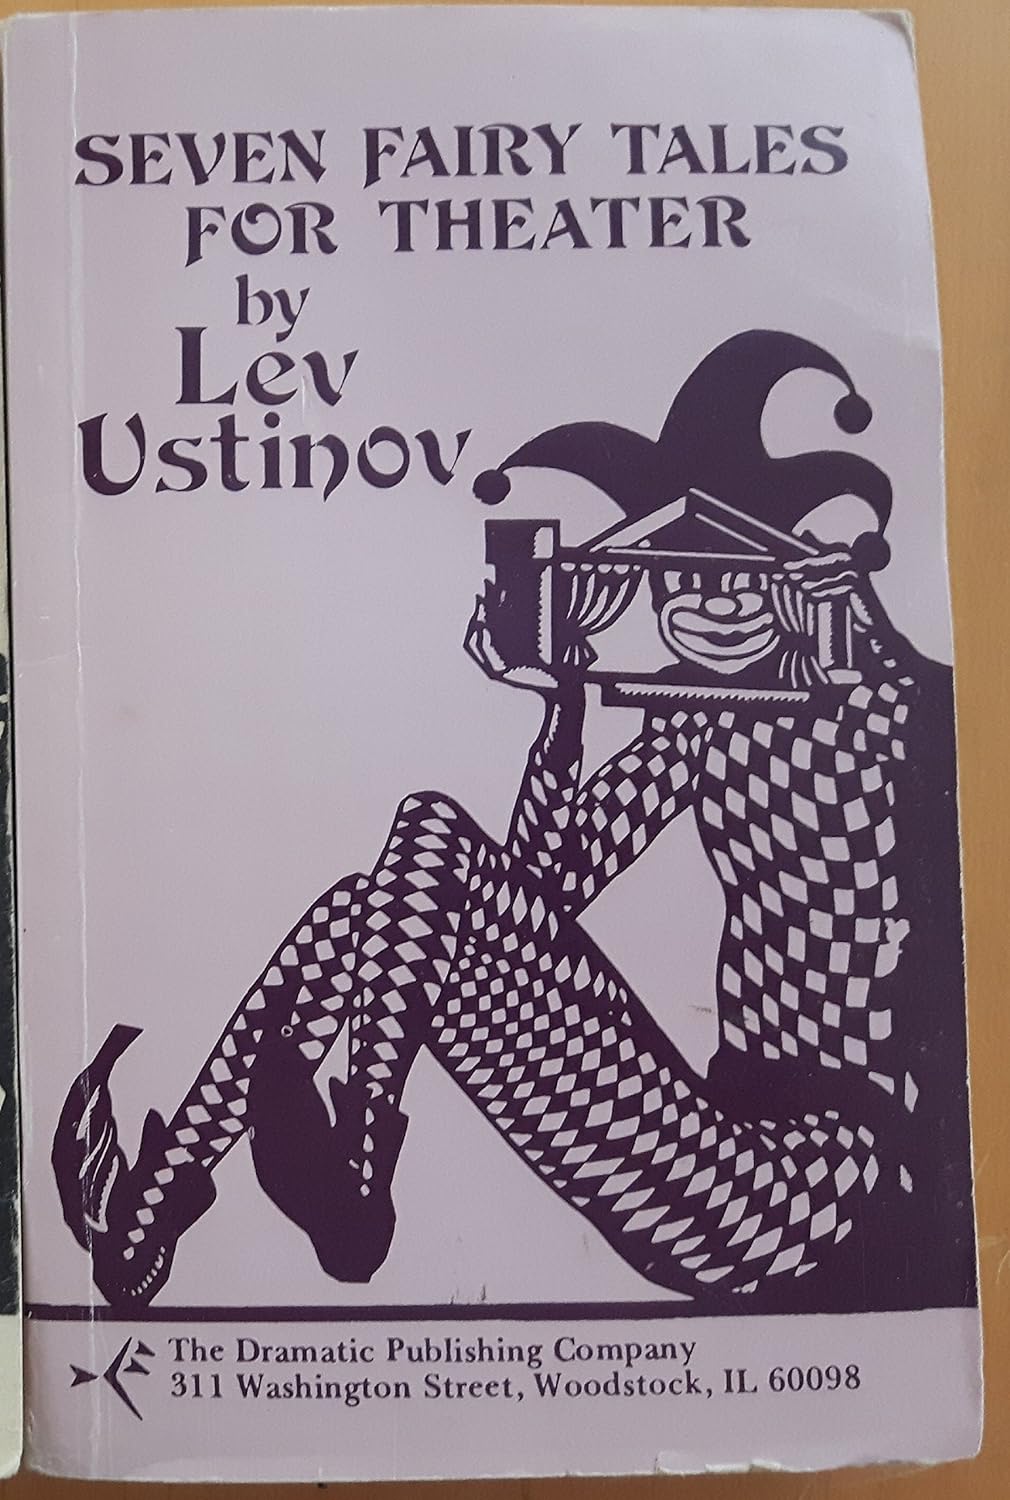 SEVEN FAIRY TALES
FOR THEATER
by
Lev
Ustinov
The Dramatic Publishing Company
311 Washington Street, Woodstock, IL 60098